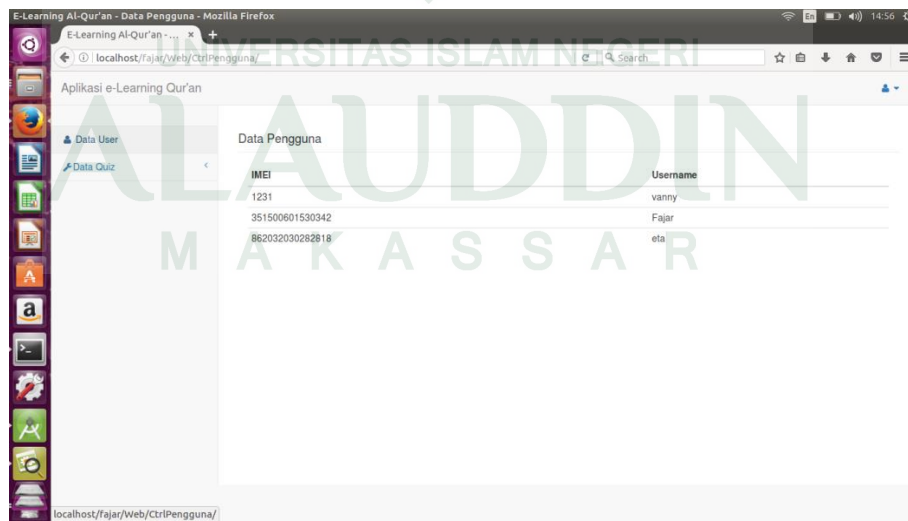 E-Learning Al-Qur'an - Data Pengguna - Mozilla Firefox
En
14:56
E-Learning Al-Qur'an - ... × +
localhost/fajar/Web/CtrlPengguna/
Search
UNIVERSITAS ISLAM NEGERI
Aplikasi e-Learning Qur'an
ALAUDDIN
Data User
Data Pengguna
Data Quiz
IMEI Username
1231 vanny
351500601530342 Fajar
862032030282818 eta
MAKASSAR
localhost/fajar/Web/CtrlPengguna/